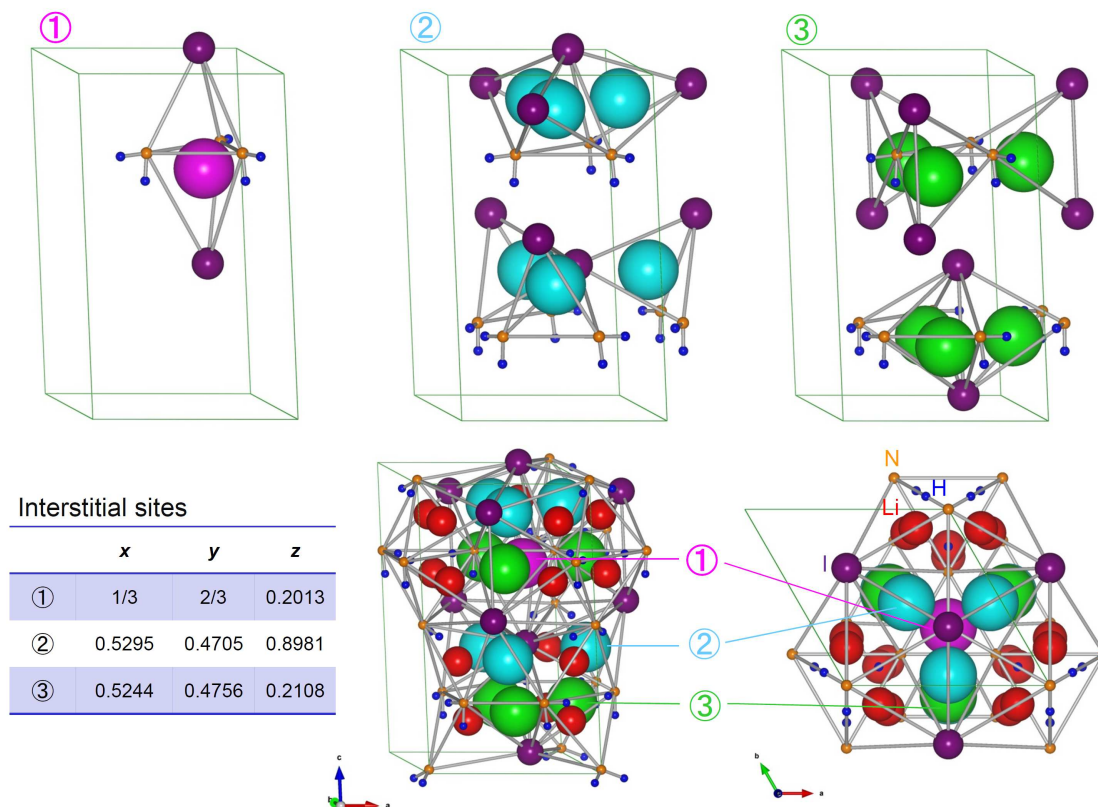 ① ② ③
Interstitial sites
x y z
① 1/3 2/3 0.2013
② 0.5295 0.4705 0.8981
③ 0.5244 0.4756 0.2108
N
H
Li
I
①
②
③
c
b a
b
a